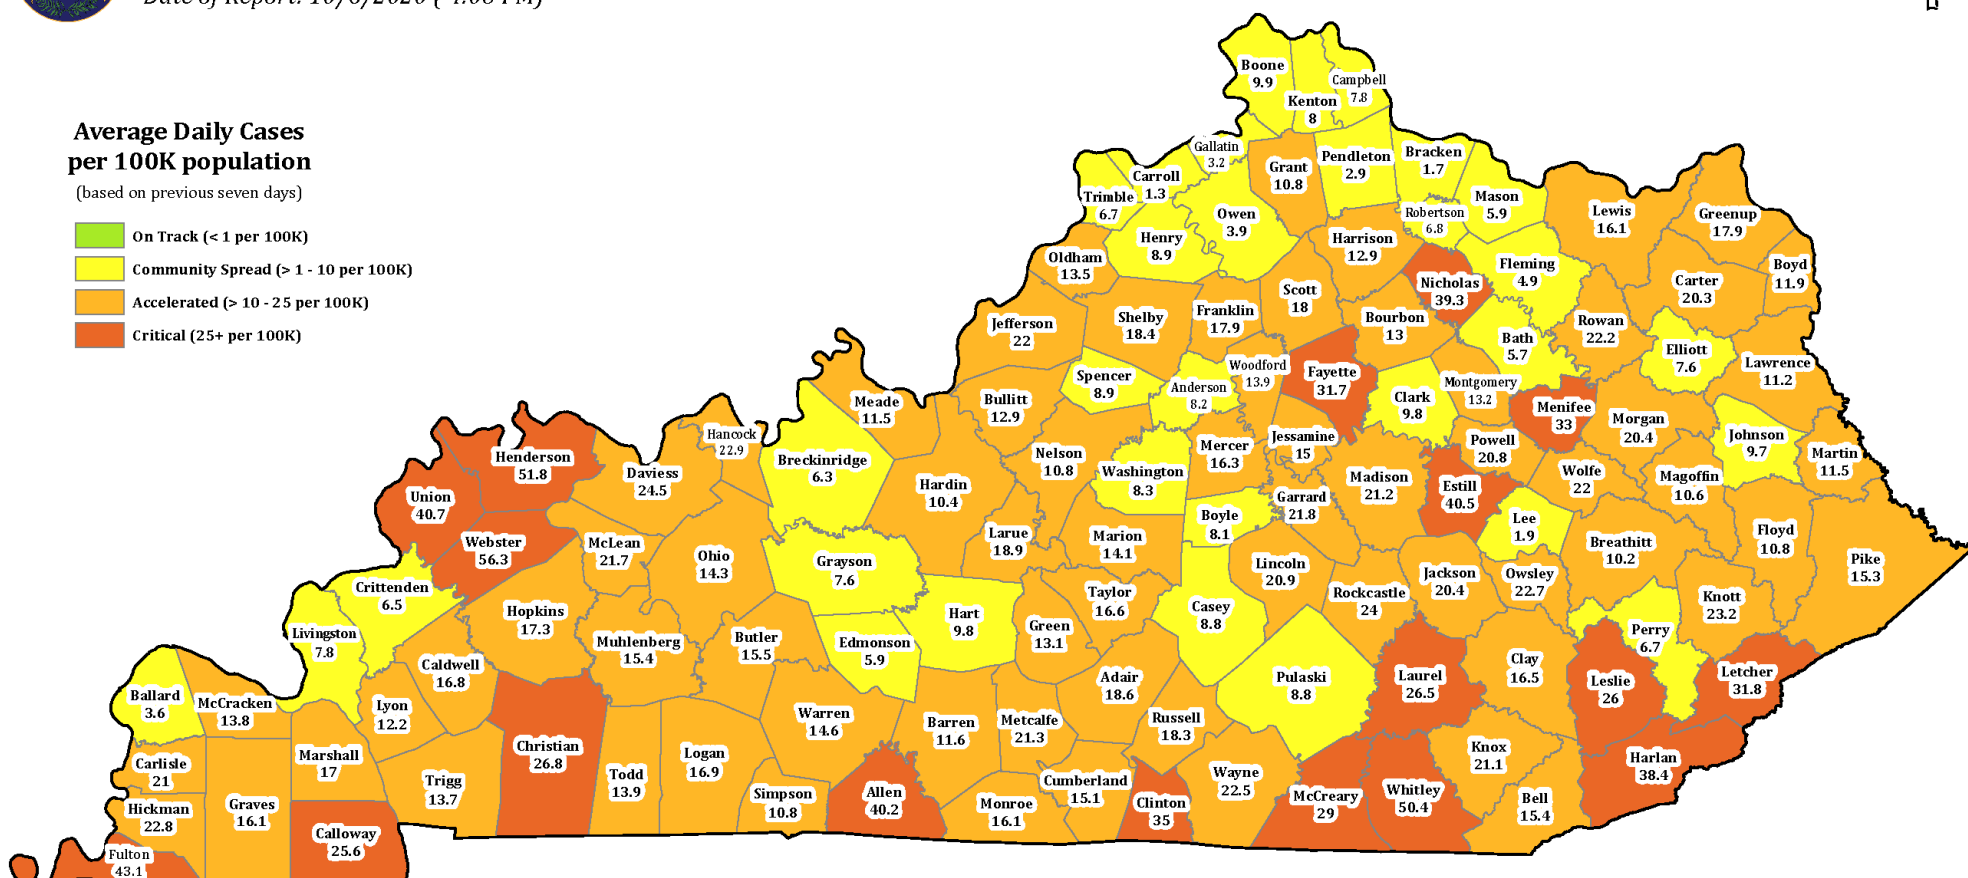 Average Daily Cases
per 100K population
(based on previous seven days)
On Track (< 1 per 100K)
Community Spread (> 1 - 10 per 100K)
Accelerated (> 10 - 25 per 100K)
Critical (25+ per 100K)
Boone
9.9
Kenton
8
Campbell
7.8
Gallatin
3.2
Grant
10.8
Pendleton
2.9
Bracken
1.7
Carroll
1.3
Trimble
6.7
Owen
3.9
Robertson
6.8
Mason
5.9
Lewis
16.1
Greenup
17.9
Henry
8.9
Harrison
12.9
Oldham
13.5
Fleming
4.9
Boyd
11.9
Nicholas
39.3
Carter
20.3
Scott
18
Jefferson
22
Shelby
18.4
Franklin
17.9
Bourbon
13
Rowan
22.2
Bath
5.7
Elliott
7.6
Lawrence
11.2
Spencer
8.9
Anderson
8.2
Woodford
13.9
Fayette
31.7
Clark
9.8
Montgomery
13.2
Menifee
33
Morgan
20.4
Johnson
9.7
Martin
11.5
Meade
11.5
Bullitt
12.9
Hancock
22.9
Breckinridge
6.3
Nelson
10.8
Washington
8.3
Mercer
16.3
Jessamine
15
Powell
20.8
Wolfe
22
Magoffin
10.6
Henderson
51.8
Daviess
24.5
Union
40.7
Hardin
10.4
Madison
21.2
Estill
40.5
Garrard
21.8
Boyle
8.1
Lee
1.9
Webster
56.3
McLean
21.7
Ohio
14.3
Grayson
7.6
Larue
18.9
Marion
14.1
Lincoln
20.9
Breathitt
10.2
Floyd
10.8
Pike
15.3
Crittenden
6.5
Rockcastle
24
Jackson
20.4
Owsley
22.7
Knott
23.2
Livingston
7.8
Hopkins
17.3
Muhlenberg
15.4
Butler
15.5
Edmonson
5.9
Hart
9.8
Green
13.1
Taylor
16.6
Casey
8.8
Perry
6.7
Caldwell
16.8
Adair
18.6
Pulaski
8.8
Laurel
26.5
Clay
16.5
Leslie
26
Letcher
31.8
Ballard
3.6
McCracken
13.8
Lyon
12.2
Warren
14.6
Barren
11.6
Metcalfe
21.3
Russell
18.3
Christian
26.8
Logan
16.9
Knox
21.1
Harlan
38.4
Carlisle
21
Marshall
17
Trigg
13.7
Todd
13.9
Simpson
10.8
Allen
40.2
Monroe
16.1
Cumberland
15.1
Clinton
35
Wayne
22.5
McCreary
29
Whitley
50.4
Bell
15.4
Hickman
22.8
Graves
16.1
Calloway
25.6
Fulton
43.1